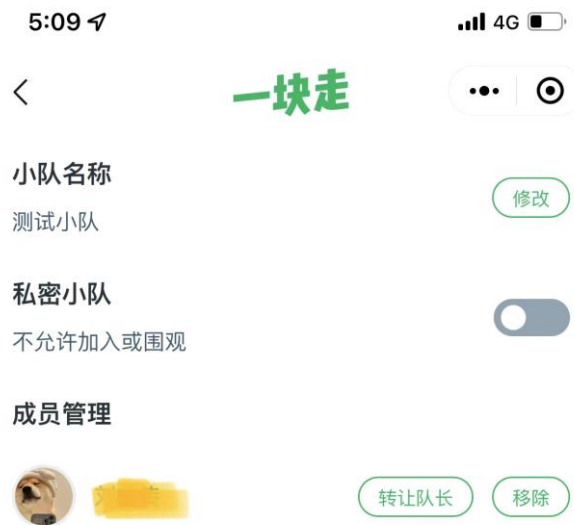 5:09
4G
一块走
小队名称
修改
测试小队
私密小队
不允许加入或围观
成员管理
转让队长
移除